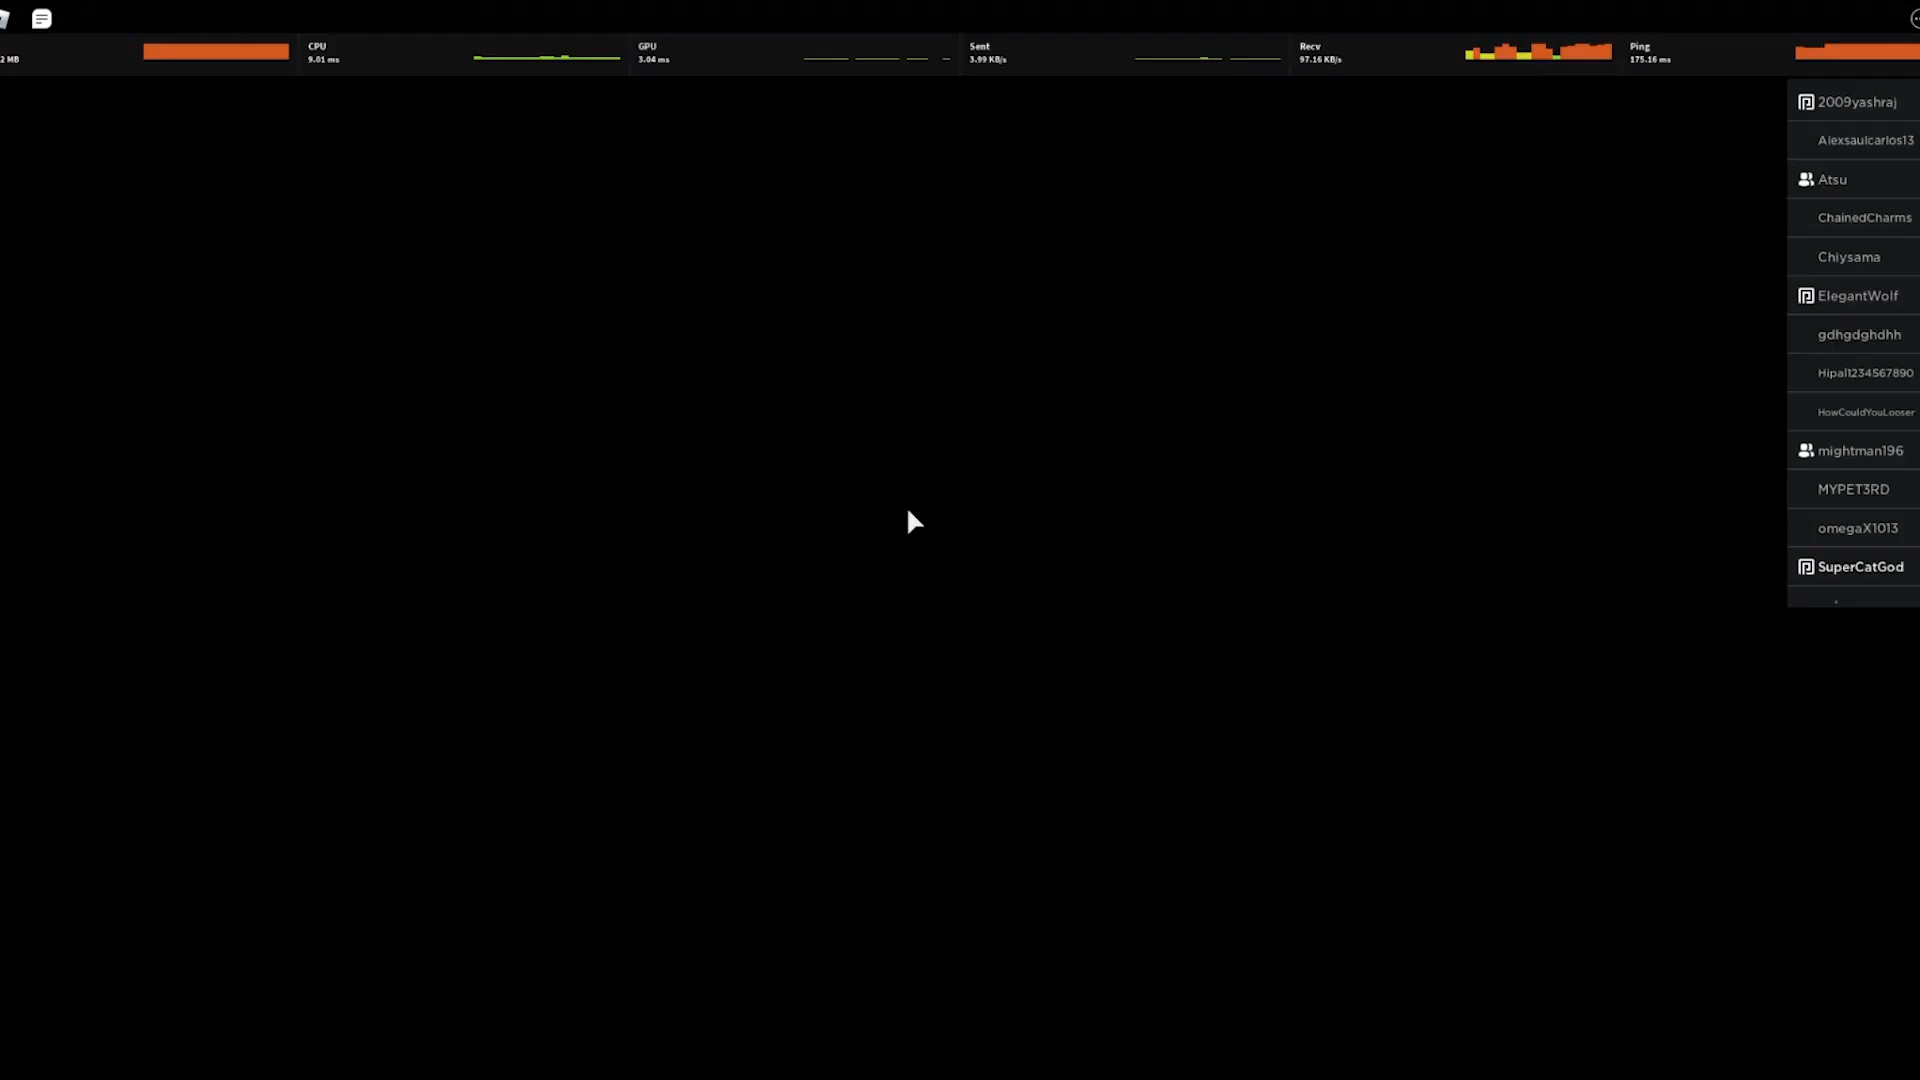 2 MB
CPU
9.01 ms
GPU
3.04 ms
Sent
3.99 KB/s
Recv
97.16 KB/s
Ping
175.16 ms
2009yashraj
Alexsaulcarlos13
Atsu
ChainedCharms
Chiysama
ElegantWolf
gdhgdghdhh
Hipal1234567890
HowCouldYouLooser
mightman196
MYPET3RD
omegaX1013
SuperCatGod